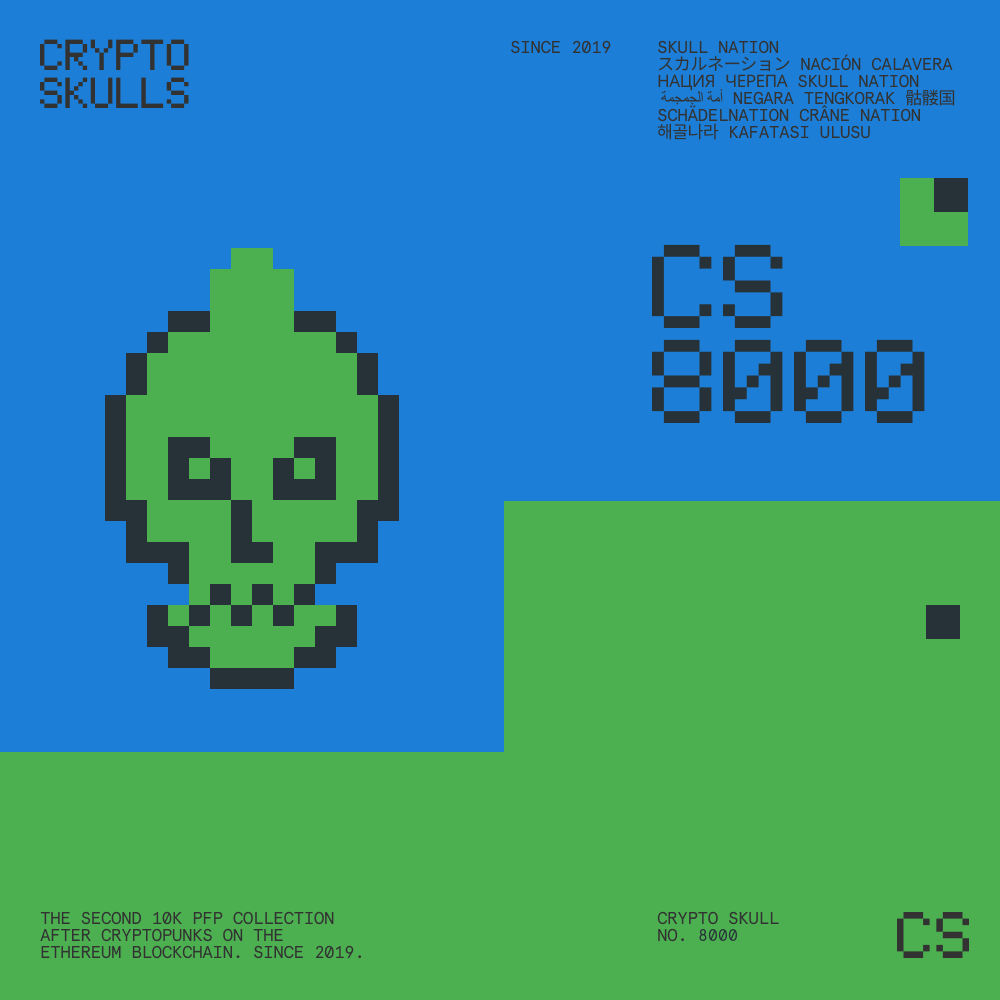 CRYPTO
SKULLS
SINCE 2019
SKULL NATION
スカルネーション NACIÓN CALAVERA
НАЦИЯ ЧЕРЕПА SKULL NATION
أمة الجمجمة NEGARA TENGKORAK 骷髅国
SCHÄDELNATION CRÂNE NATION
해골나라 KAFATASI ULUSU
CS
8000
THE SECOND 10K PFP COLLECTION
AFTER CRYPTOPUNKS ON THE
ETHEREUM BLOCKCHAIN. SINCE 2019.
CRYPTO SKULL
NO. 8000
CS